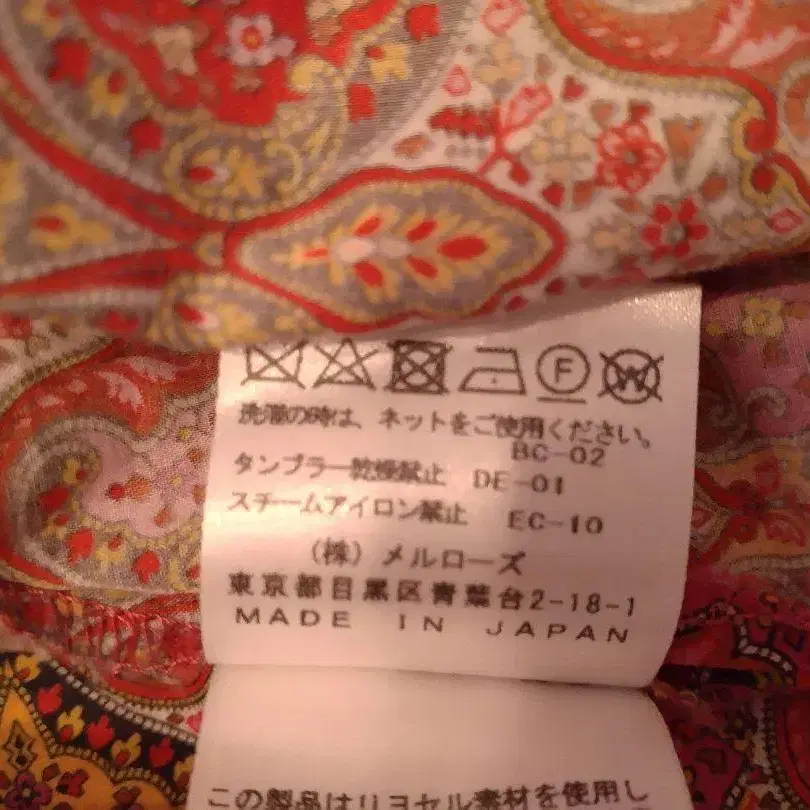 F W
洗濯の時は、ネットをご使用ください。
BC-02
タンブラー乾燥禁止 DE-01
スチームアイロン禁止 EC-10
(株) メルローズ
東京都目黒区青葉台2-18-1
MADE IN JAPAN
この製品はリヨセル素材を使用し